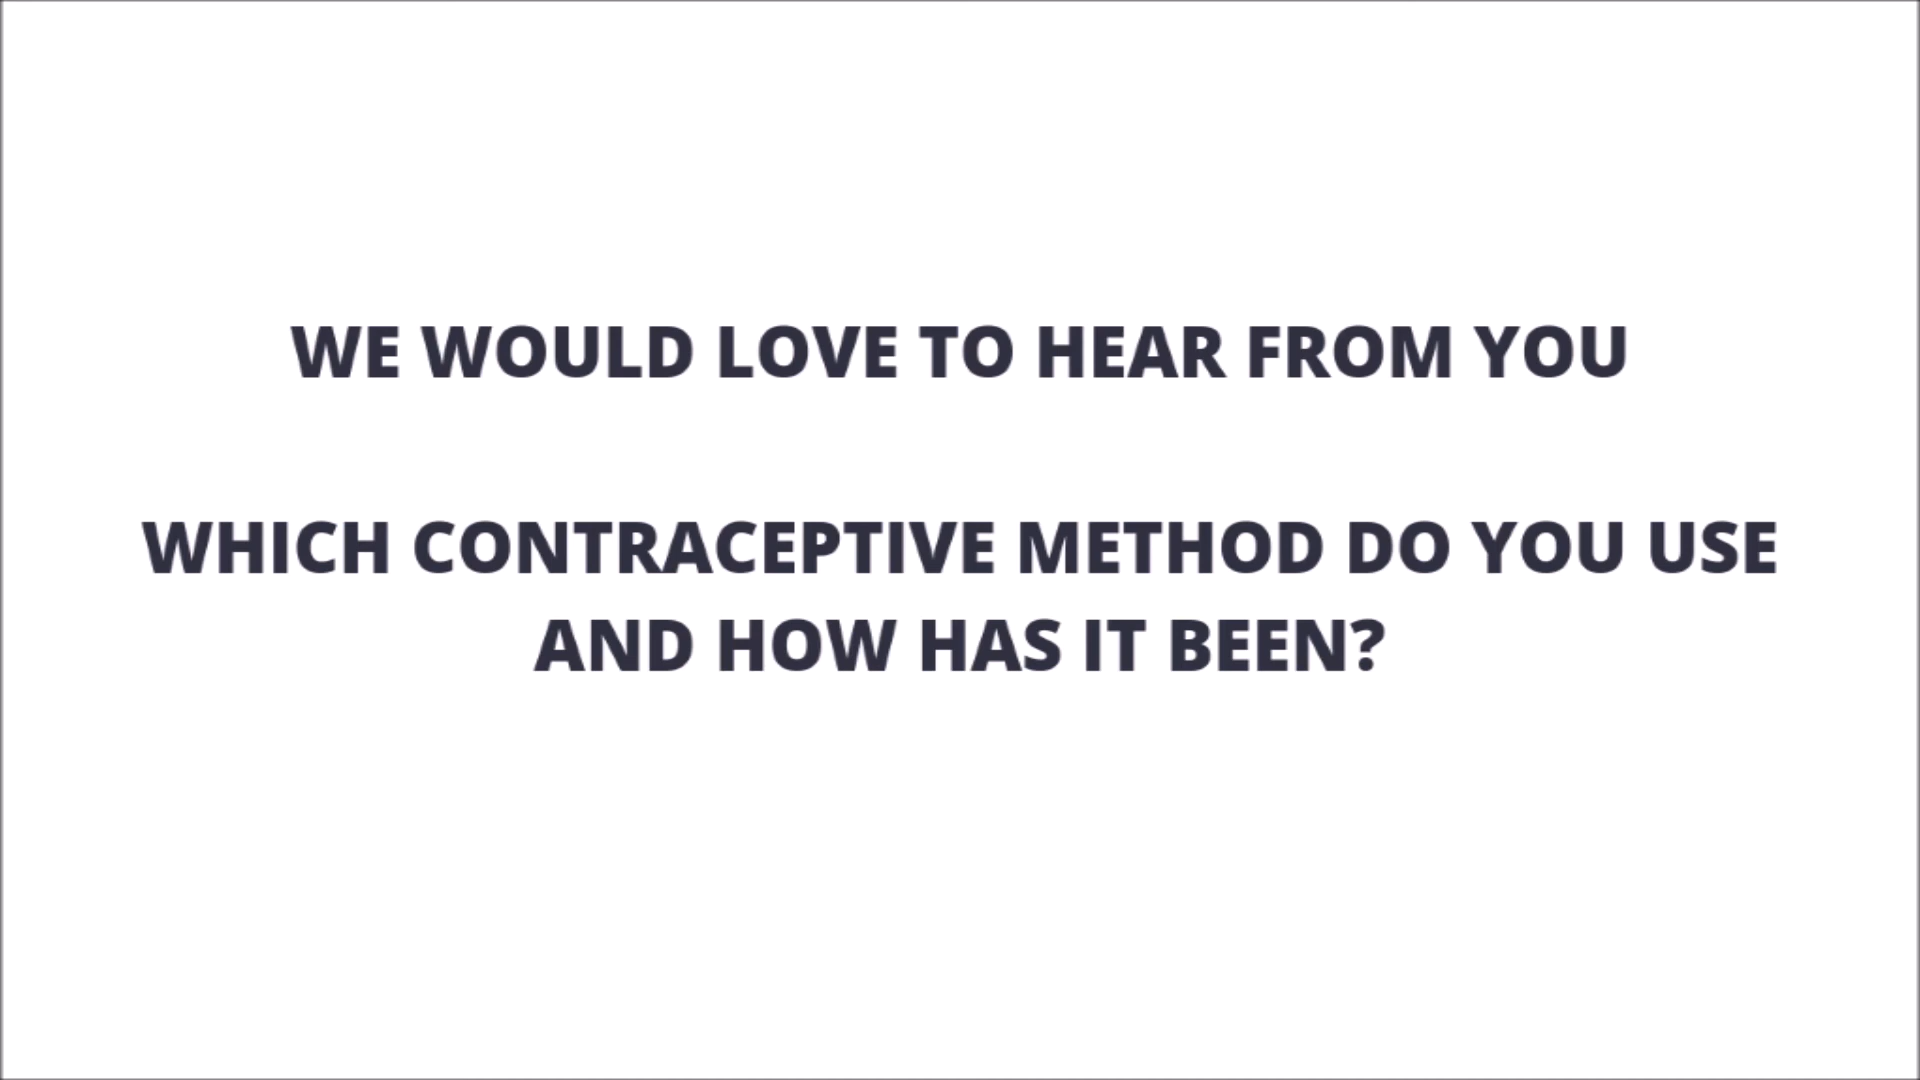 WE WOULD LOVE TO HEAR FROM YOU
WHICH CONTRACEPTIVE METHOD DO YOU USE
AND HOW HAS IT BEEN?